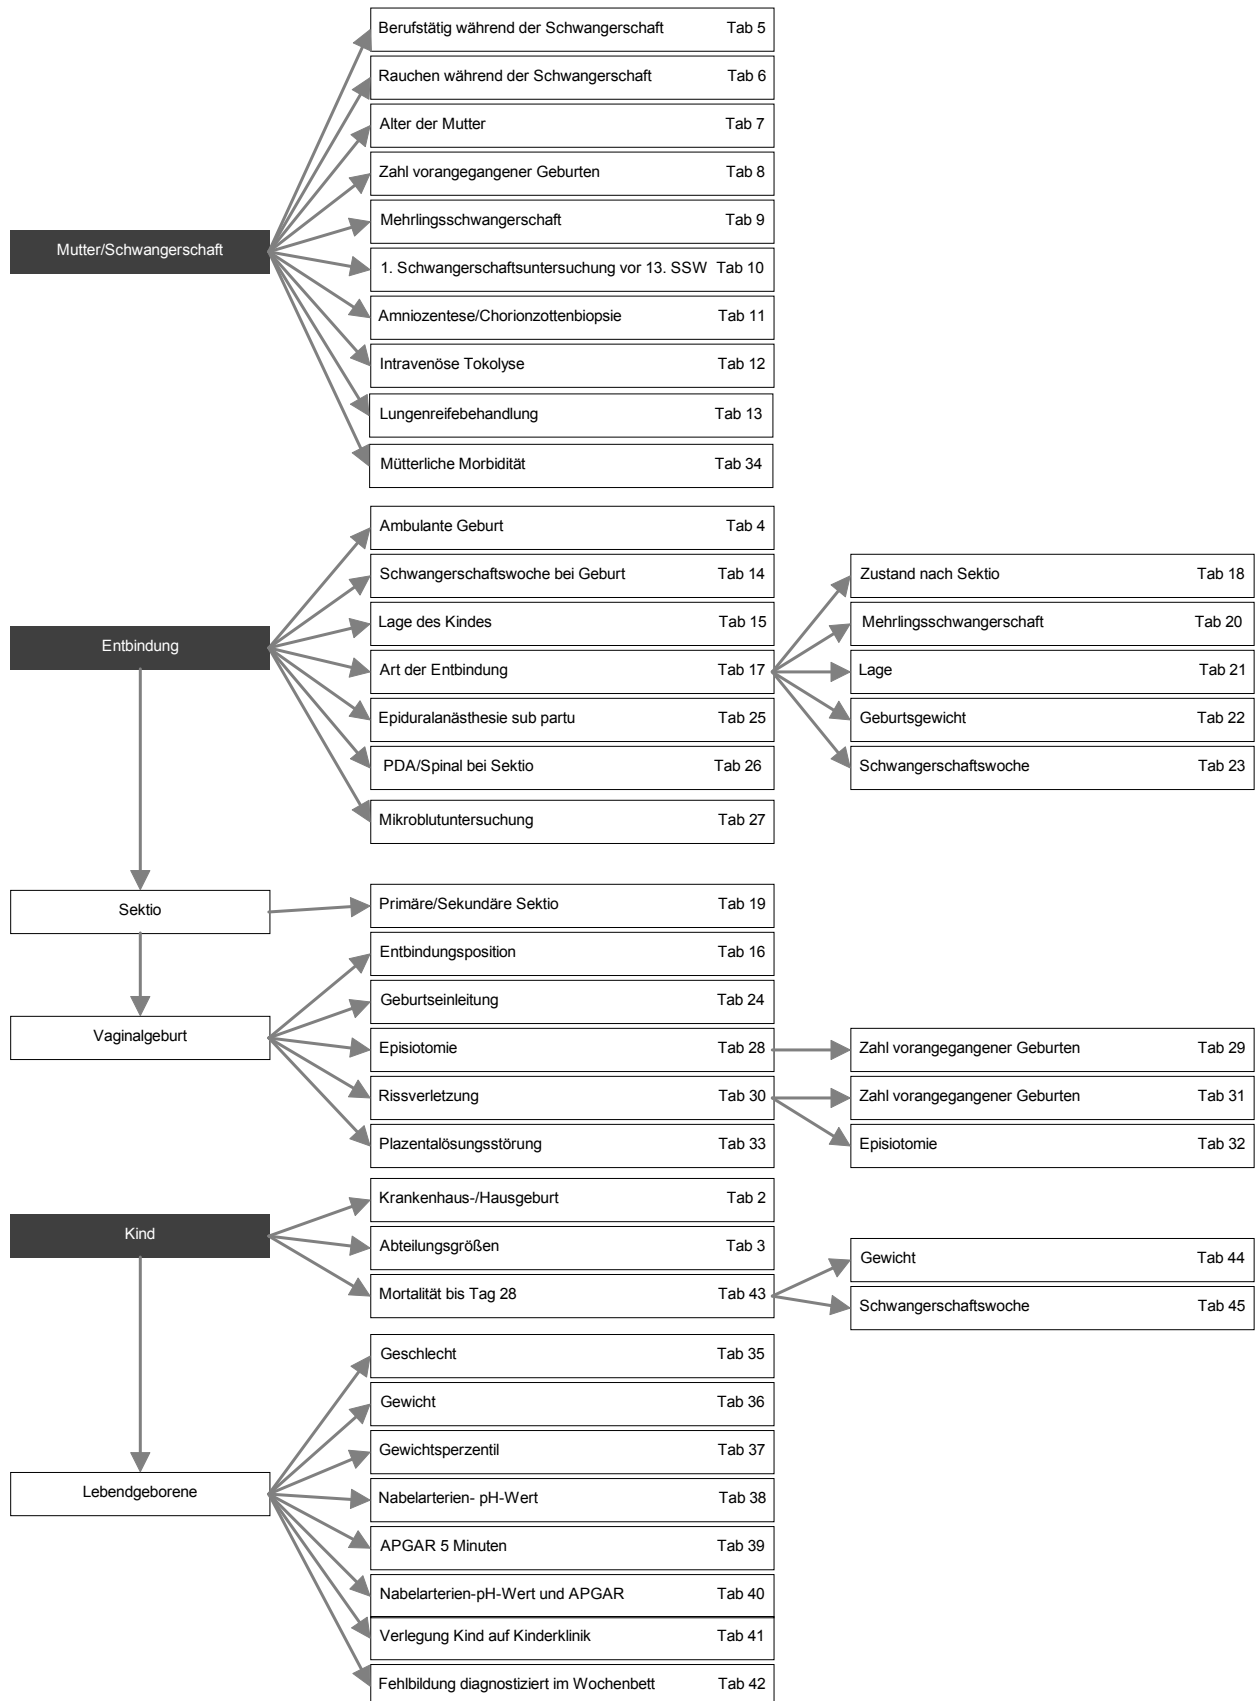 Berufstätig während der Schwangerschaft Tab 5
Rauchen während der Schwangerschaft Tab 6
Alter der Mutter Tab 7
Zahl vorangegangener Geburten Tab 8
Mehrlingsschwangerschaft Tab 9
Mutter/Schwangerschaft
1. Schwangerschaftsuntersuchung vor 13. SSW Tab 10
Amniozentese/Chorionzottenbiopsie Tab 11
Intravenöse Tokolyse Tab 12
Lungenreifebehandlung Tab 13
Mütterliche Morbidität Tab 34
Ambulante Geburt Tab 4
Schwangerschaftswoche bei Geburt Tab 14
Zustand nach Sektio Tab 18
Lage des Kindes Tab 15
Mehrlingsschwangerschaft Tab 20
Entbindung
Art der Entbindung Tab 17
Lage Tab 21
Epiduralanästhesie sub partu Tab 25
Geburtsgewicht Tab 22
PDA/Spinal bei Sektio Tab 26
Schwangerschaftswoche Tab 23
Mikroblutuntersuchung Tab 27
Sektio
Primäre/Sekundäre Sektio Tab 19
Entbindungsposition Tab 16
Geburtseinleitung Tab 24
Vaginalgeburt
Episiotomie Tab 28
Zahl vorangegangener Geburten Tab 29
Rissverletzung Tab 30
Zahl vorangegangener Geburten Tab 31
Plazentalösungsstörung Tab 33
Episiotomie Tab 32
Krankenhaus-/Hausgeburt Tab 2
Kind
Abteilungsgrößen Tab 3
Gewicht Tab 44
Mortalität bis Tag 28 Tab 43
Schwangerschaftswoche Tab 45
Geschlecht Tab 35
Gewicht Tab 36
Gewichtsperzentil Tab 37
Lebendgeborene
Nabelarterien- pH-Wert Tab 38
APGAR 5 Minuten Tab 39
Nabelarterien-pH-Wert und APGAR Tab 40
Verlegung Kind auf Kinderklinik Tab 41
Fehlbildung diagnostiziert im Wochenbett Tab 42